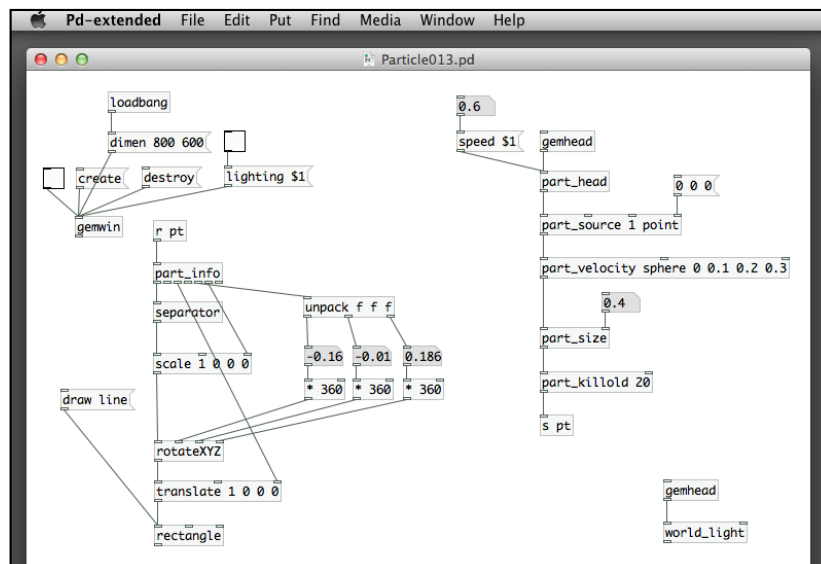 Pd-extended File Edit Put Find Media Window Help
Particle013.pd
loadbang
dimen 800 600
create
destroy
lighting $1
gemwin
r pt
part_info
separator
unpack f f f
-0.16
-0.01
0.186
scale 1 0 0 0
* 360
* 360
* 360
draw line
rotateXYZ
translate 1 0 0 0
rectangle
0.6
speed $1
gemhead
part_head
0 0 0
part_source 1 point
part_velocity sphere 0 0.1 0.2 0.3
0.4
part_size
part_killold 20
s pt
gemhead
world_light